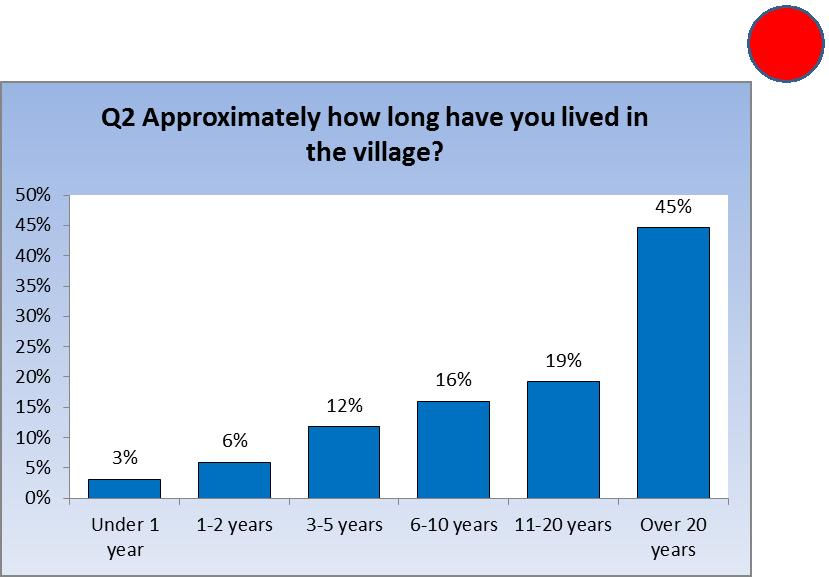 Q2 Approximately how long have you lived in
the village?
50%
45%
40%
35%
30%
25%
20%
15%
10%
5%
0%
3%
6%
12%
16%
19%
45%
Under 1
year
1-2 years
3-5 years
6-10 years
11-20 years
Over 20
years